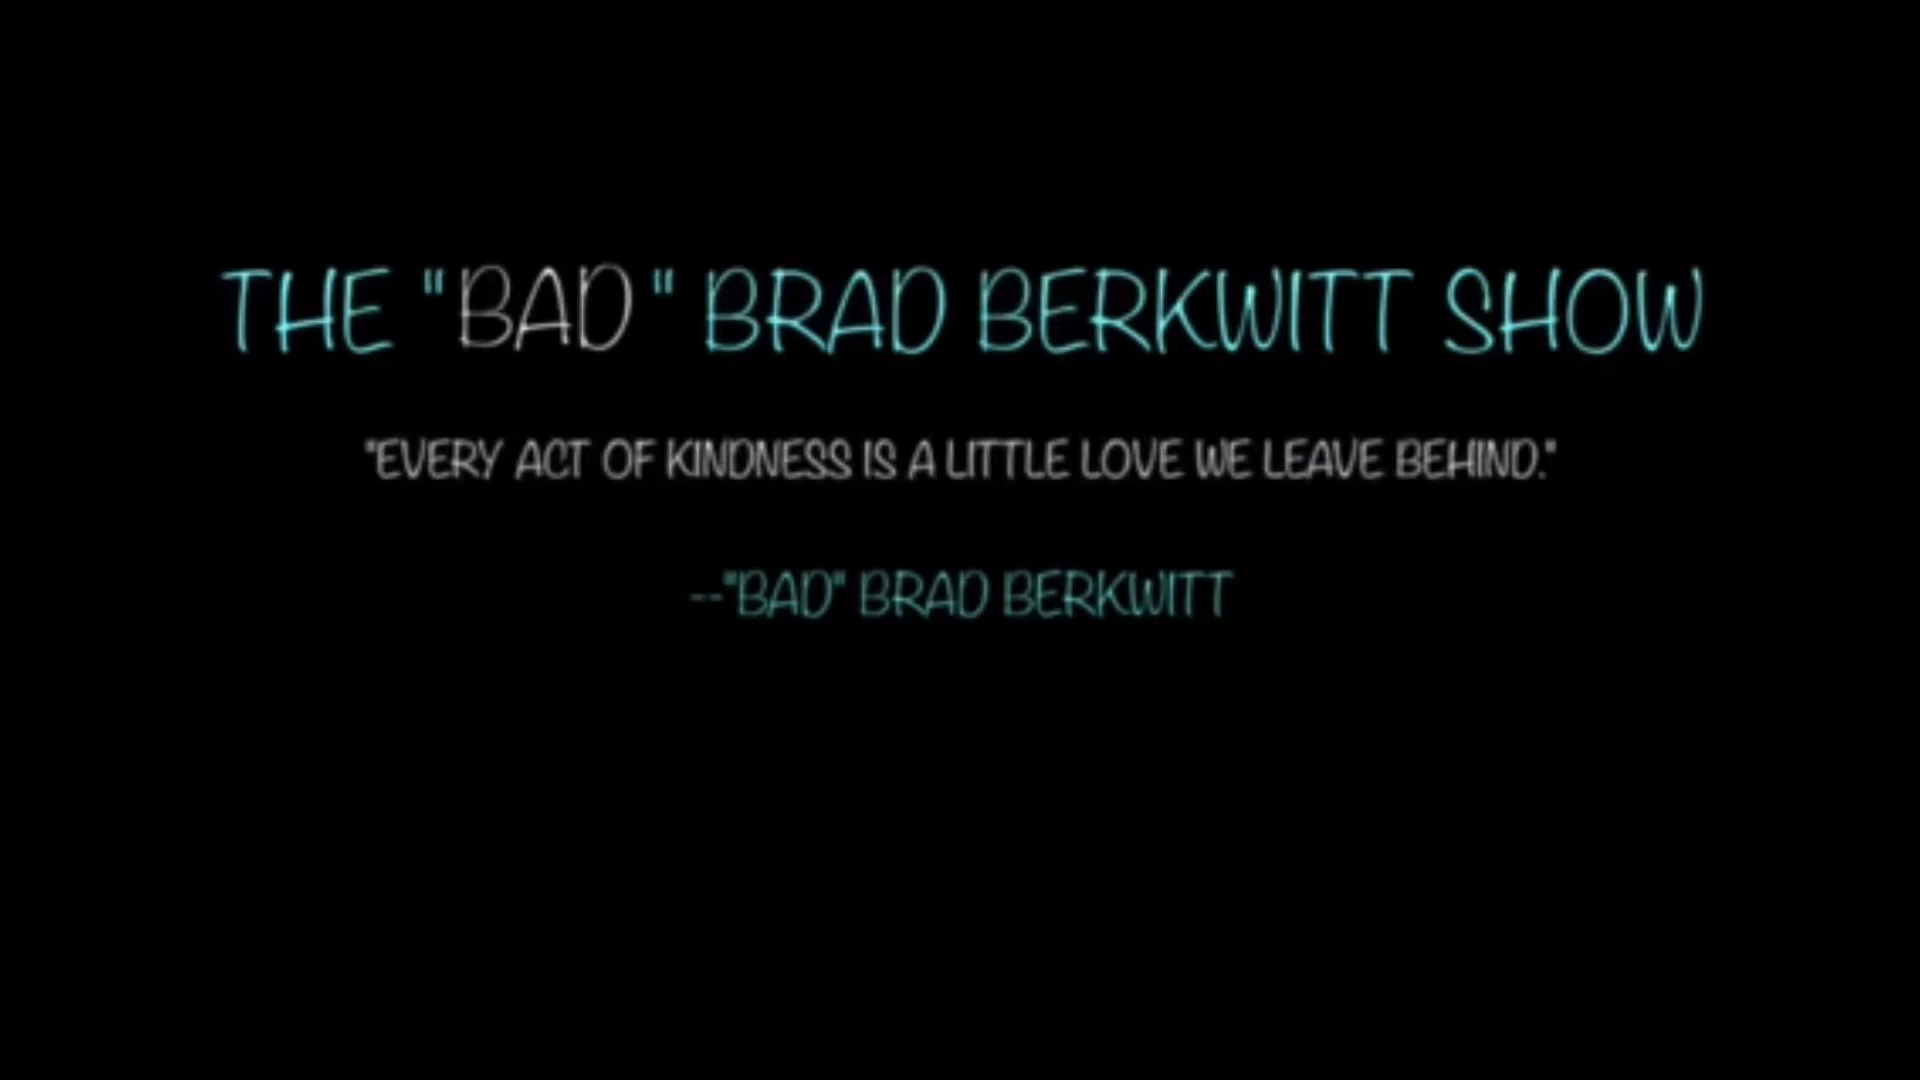 THE "BAD" BRAD BERKWITT SHOW
"EVERY ACT OF KINDNESS IS A LITTLE LOVE WE LEAVE BEHIND."
--"BAD" BRAD BERKWITT